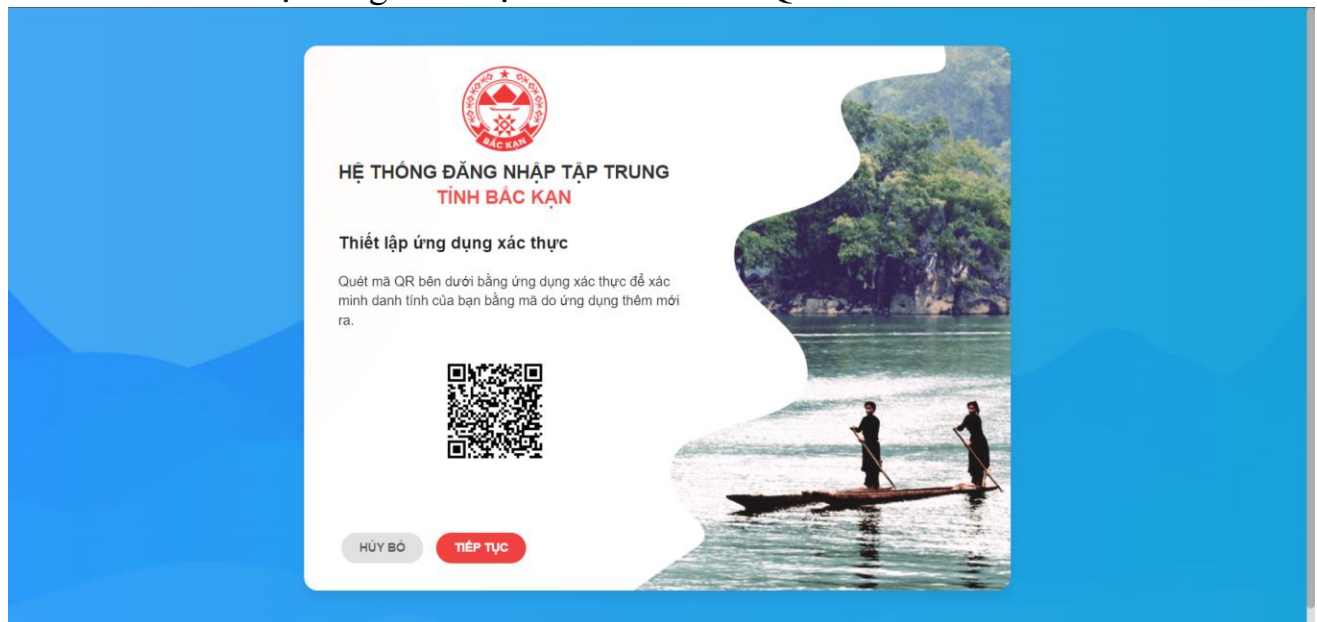 BẮC KẠN
HỆ THỐNG ĐĂNG NHẬP TẬP TRUNG
TỈNH BẮC KẠN
Thiết lập ứng dụng xác thực
Quét mã QR bên dưới bằng ứng dụng xác thực để xác
minh danh tính của bạn bằng mã do ứng dụng thêm mới
ra.
HỦY BỎ
TIẾP TỤC